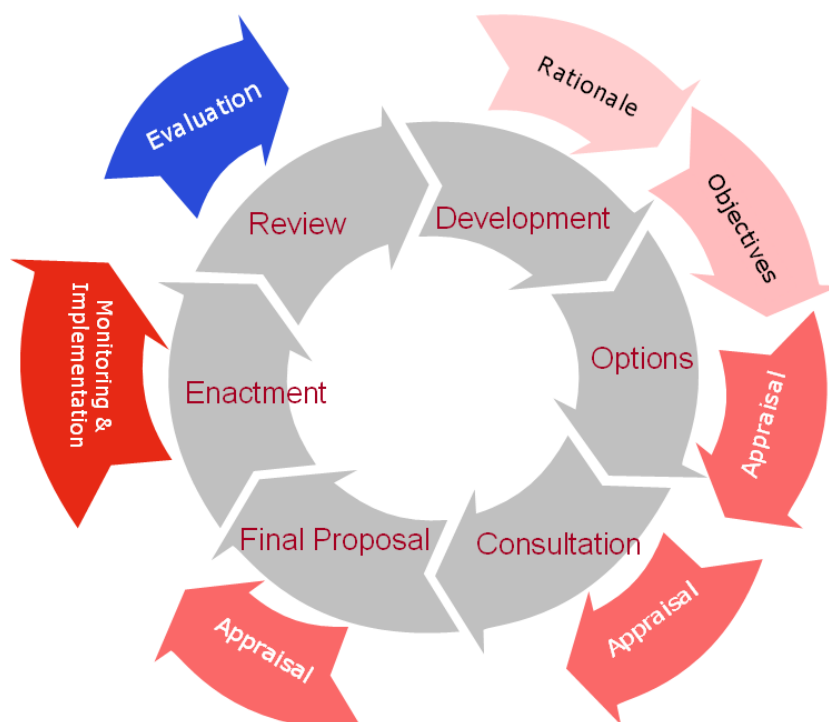 Rationale
Objectives
Appraisal
Appraisal
Appraisal
Monitoring &
Implementation
Evaluation
Development
Options
Consultation
Final Proposal
Enactment
Review